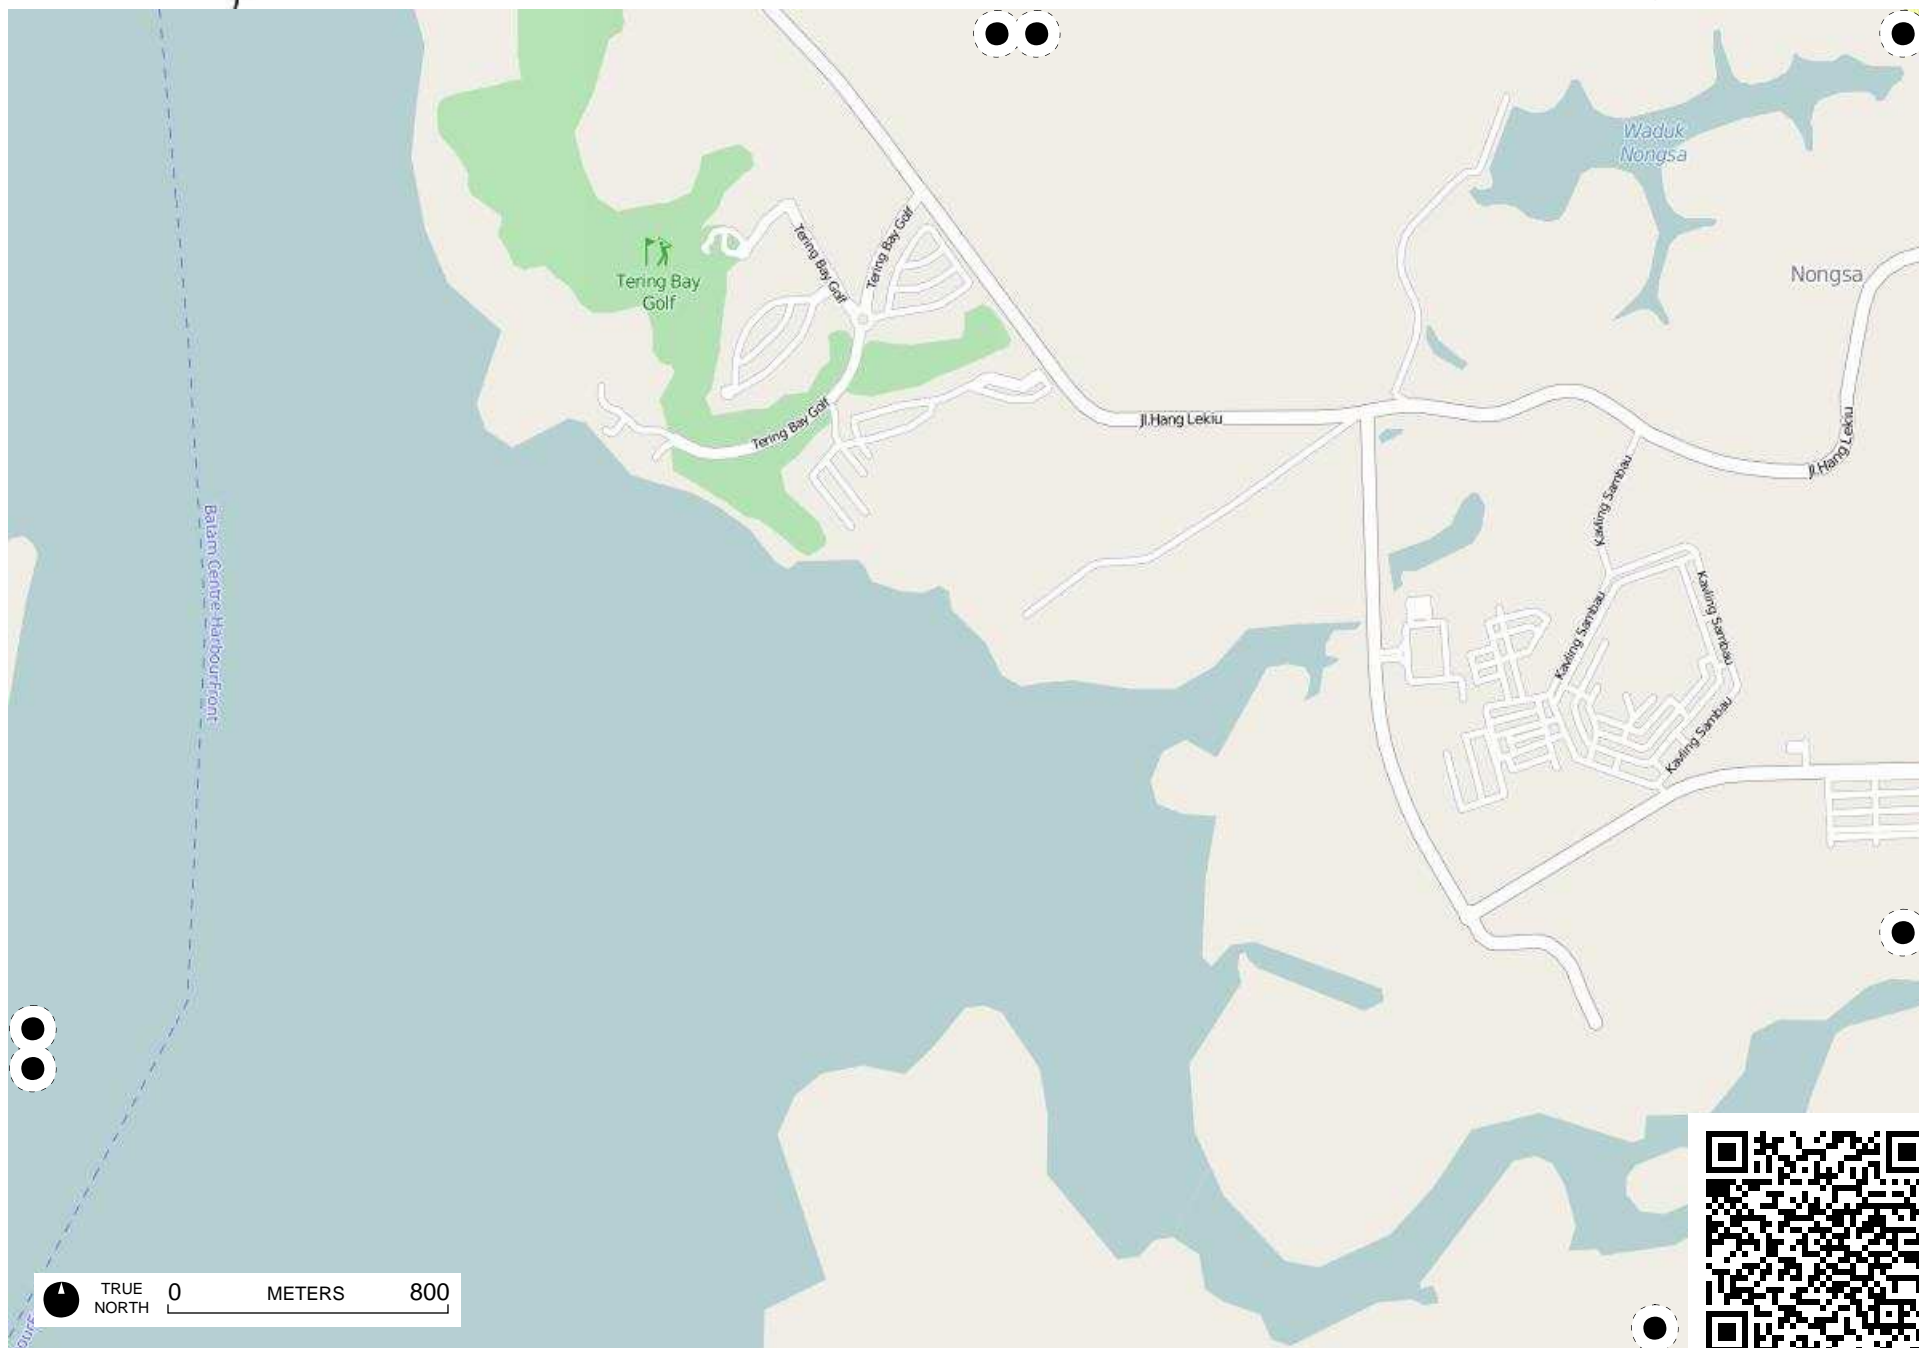 Waduk
Nongsa
Tering Bay Golf
Tering Bay Golf
Tering Bay
Golf
Nongsa
Tering Bay Golf
Jl.Hang Lekiu
Jl.Hang Lekiu
Kavling Sambau
Batam Centre-HarbourFront
Kavling Sambau
Kavling Sambau
Kavling Sambau
TRUE
NORTH
0 METERS 800